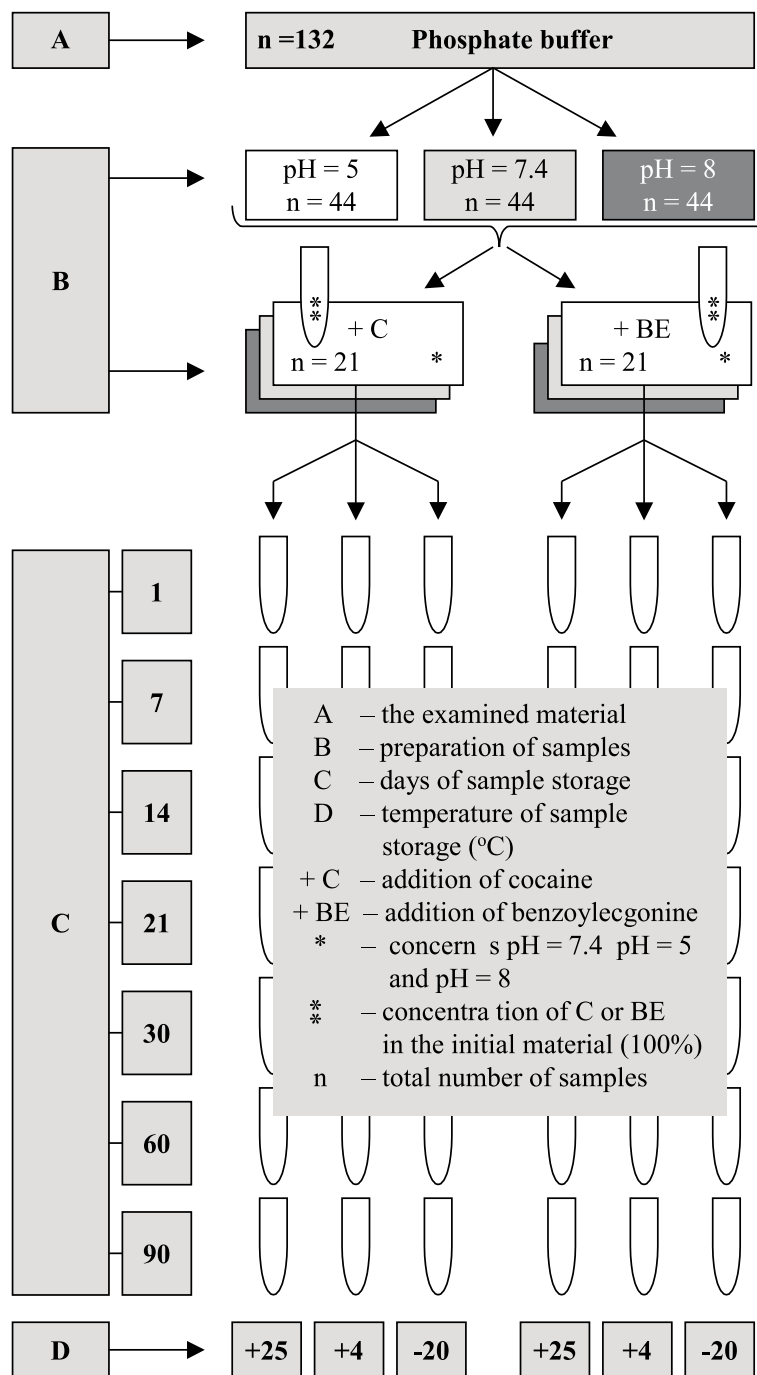 A
n =132 Phosphate buffer
pH = 5
n = 44
pH = 7.4
n = 44
pH = 8
n = 44
B
**
+ C
n = 21 *
**
+ BE
n = 21 *
C
1
7
14
21
30
60
90
A – the examined material
B – preparation of samples
C – days of sample storage
D – temperature of sample
storage (°C)
+ C – addition of cocaine
+ BE – addition of benzoylecgonine
* – concern s pH = 7.4 pH = 5
and pH = 8
** – concentra tion of C or BE
in the initial material (100%)
n – total number of samples
D
+25 +4 -20 +25 +4 -20